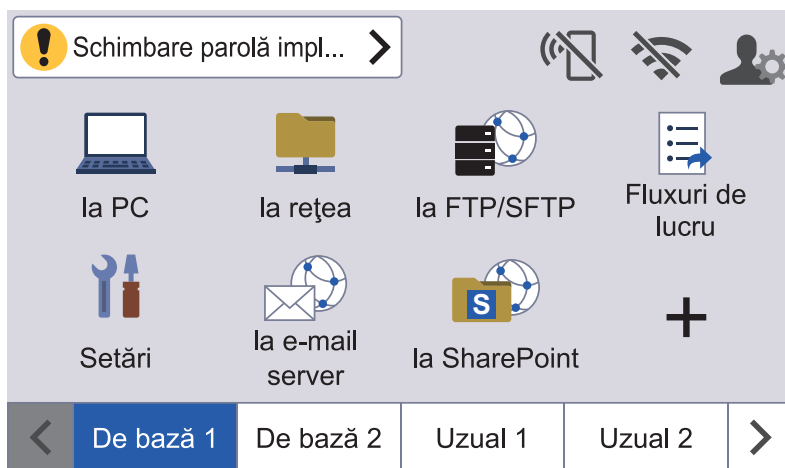 Schimbare parolă impl...
la PC
la reţea
la FTP/SFTP
Fluxuri de
lucru
Setări
la e-mail
server
S
la SharePoint
De bază 1
De bază 2
Uzual 1
Uzual 2